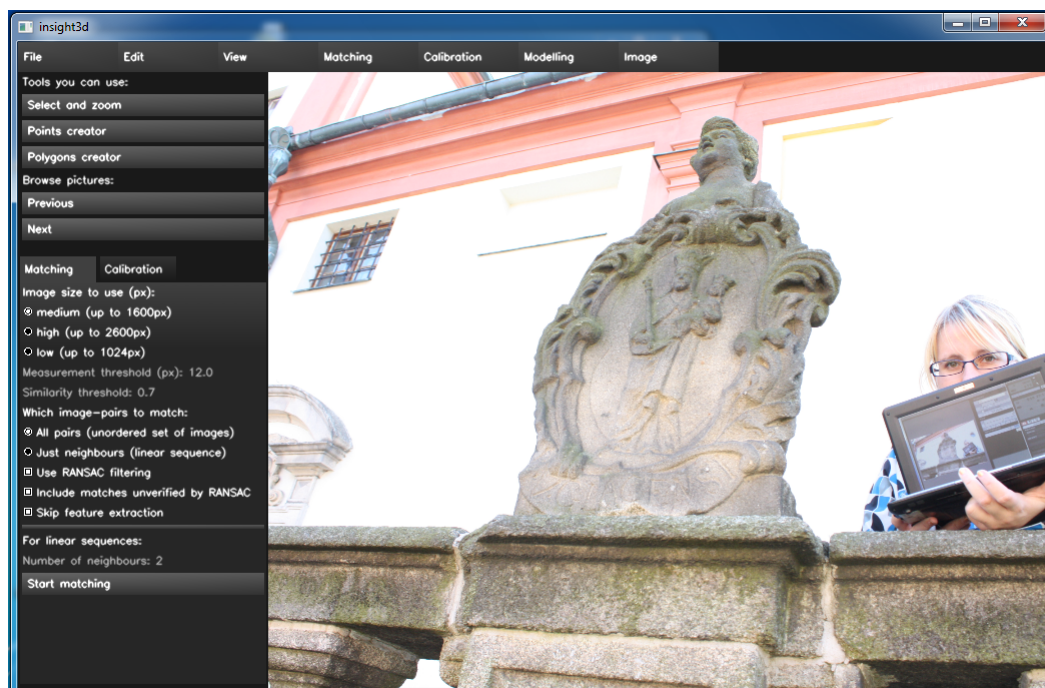 insight3d
File Edit View Matching Calibration Modelling Image
Tools you can use:
Select and zoom
Points creator
Polygons creator
Browse pictures:
Previous
Next
Matching Calibration
Image size to use (px):
medium (up to 1600px)
high (up to 2600px)
low (up to 1024px)
Measurement threshold (px): 12.0
Similarity threshold: 0.7
Which image-pairs to match:
All pairs (unordered set of images)
Just neighbours (linear sequence)
Use RANSAC filtering
Include matches unverified by RANSAC
Skip feature extraction
For linear sequences:
Number of neighbours: 2
Start matching